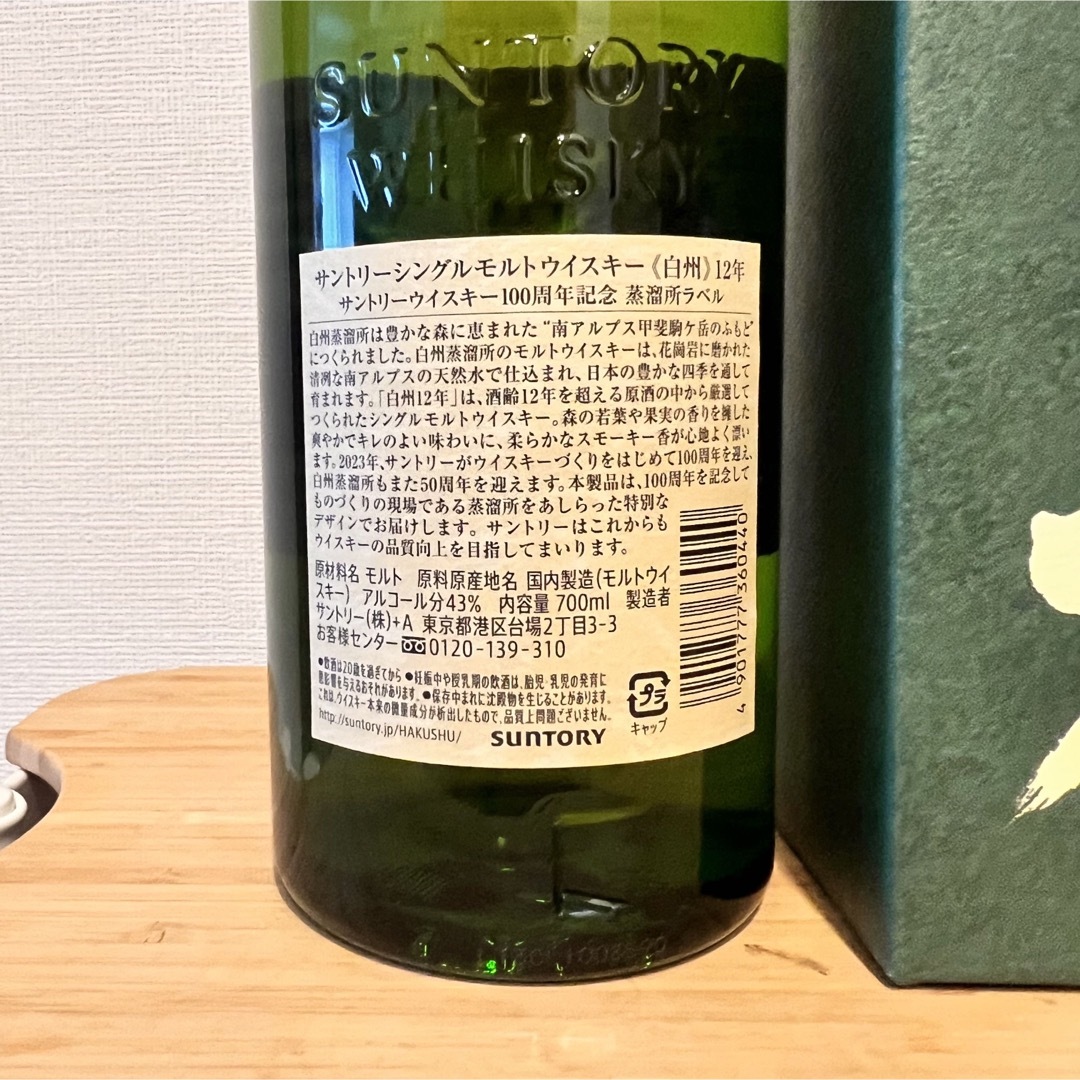 SUNTORY
WHISKY
サントリーシングルモルトウイスキー《白州》12年
サントリーウイスキー100周年記念 蒸溜所ラベル
白州蒸溜所は豊かな森に恵まれた“南アルプス甲斐駒ケ岳のふもと”
につくられました。白州蒸溜所のモルトウイスキーは、花崗岩に磨かれた
清冽な南アルプスの天然水で仕込まれ、日本の豊かな四季を通して
育まれます。「白州12年」は、酒齢12年を超える原酒の中から厳選して
つくられたシングルモルトウイスキー。森の若葉や果実の香りを擁した
爽やかでキレのよい味わいに、柔らかなスモーキー香が心地よく漂い
ます。2023年、サントリーがウイスキーづくりをはじめて100周年を迎え、
白州蒸溜所もまた50周年を迎えます。本製品は、100周年を記念して
ものづくりの現場である蒸溜所をあしらった特別な
デザインでお届けします。サントリーはこれからも
ウイスキーの品質向上を目指してまいります。
原材料名 モルト 原料原産地名 国内製造(モルトウイ
スキー) アルコール分43% 内容量 700ml 製造者
サントリー(株)+A 東京都港区台場2丁目3-3
お客様センター 0120-139-310
●飲酒は20歳を過ぎてから ●妊娠中や授乳期の飲酒は、胎児・乳児の発育に
悪影響を与えるおそれがあります。 ●保存中まれに沈殿物を生じることがあります。
これは、ウイスキー本来の微量成分が析出したもので、品質上問題ございません。
http://suntory.jp/HAKUSHU/ SUNTORY
プラ
キャップ
4 901777 360440